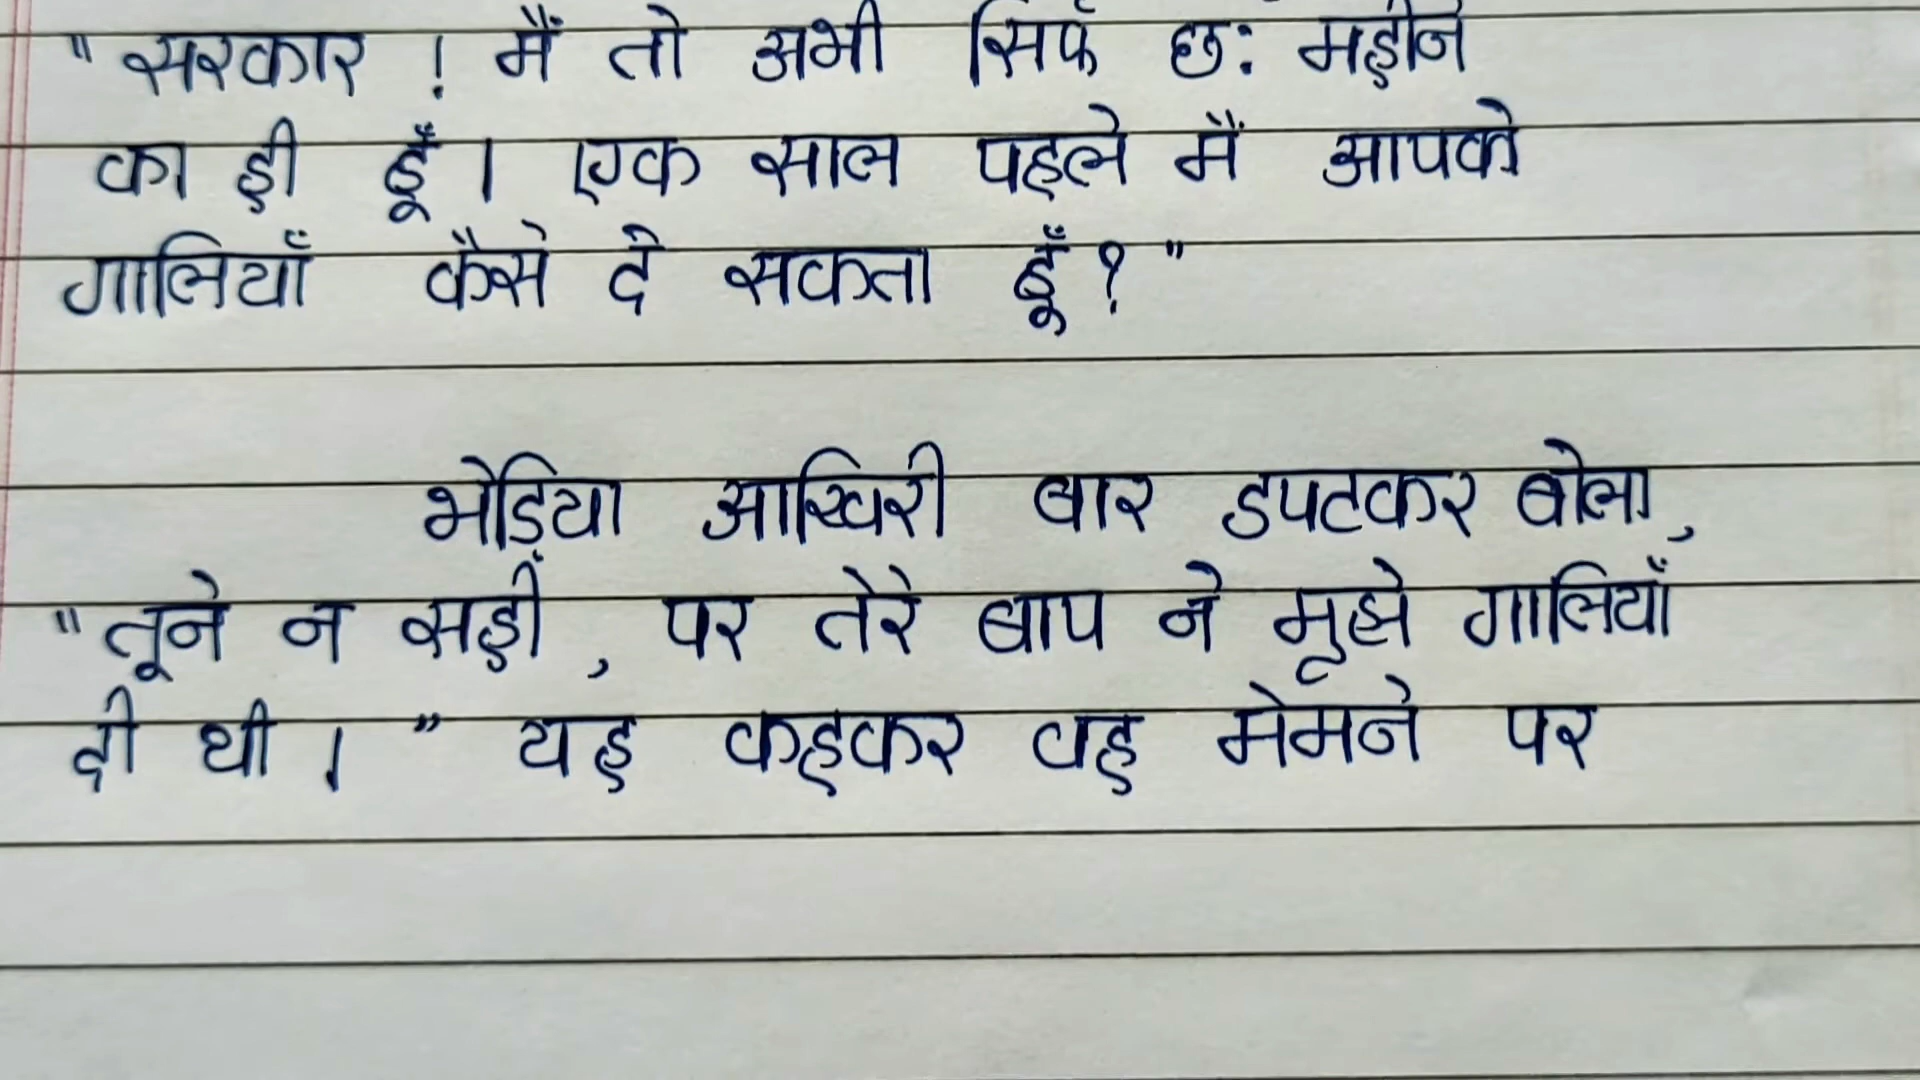 "सरकार ! मैं तो अभी सिर्फ छः महीने
का ही हूँ । एक साल पहले मैं आपको
गालियाँ कैसे दे सकता हूँ ? "
भेड़िया आखिरी बार डपटकर बोला,
"तूने न सही, पर तेरे बाप ने मुझे गालियाँ
दी थी । " यह कहकर वह मेमने पर